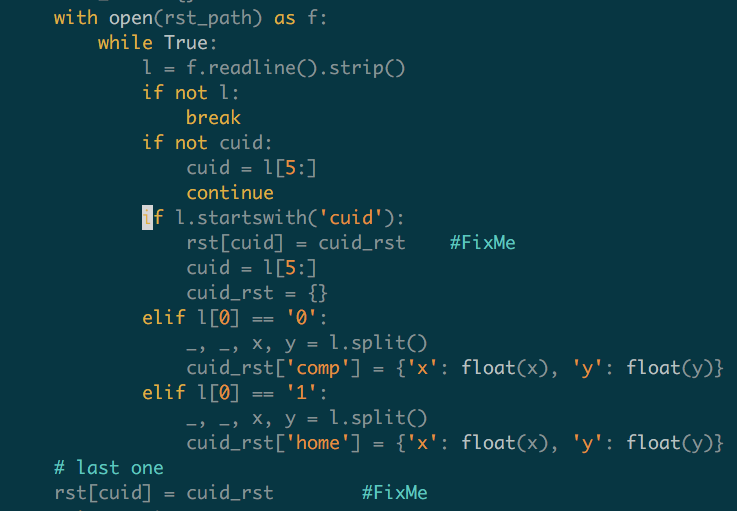 with open(rst_path) as f:
while True:
l = f.readline().strip()
if not l:
break
if not cuid:
cuid = l[5:]
continue
if l.startswith('cuid'):
rst[cuid] = cuid_rst    #FixMe
cuid = l[5:]
cuid_rst = {}
elif l[0] == '0':
_, _, x, y = l.split()
cuid_rst['comp'] = {'x': float(x), 'y': float(y)}
elif l[0] == '1':
_, _, x, y = l.split()
cuid_rst['home'] = {'x': float(x), 'y': float(y)}
# last one
rst[cuid] = cuid_rst        #FixMe